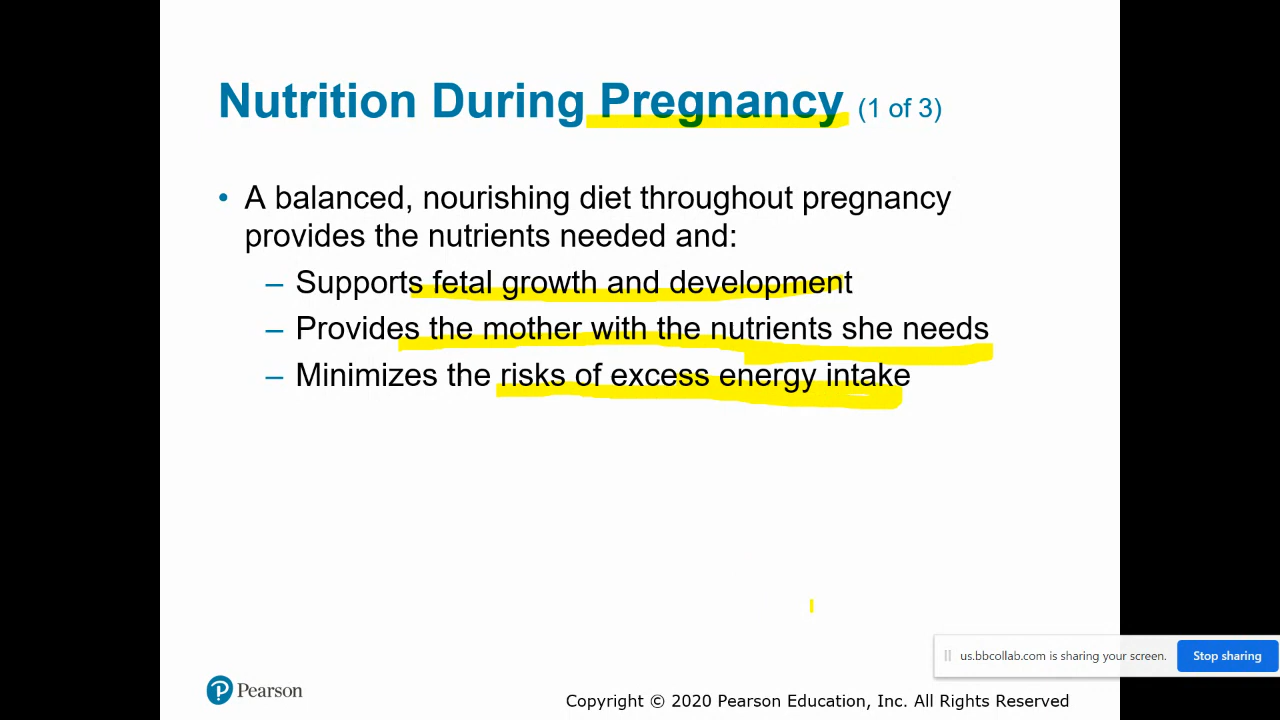 Nutrition During Pregnancy (1 of 3)
• A balanced, nourishing diet throughout pregnancy
provides the nutrients needed and:
– Supports fetal growth and development
– Provides the mother with the nutrients she needs
– Minimizes the risks of excess energy intake
us.bbcollab.com is sharing your screen.
Stop sharing
Pearson
Copyright © 2020 Pearson Education, Inc. All Rights Reserved